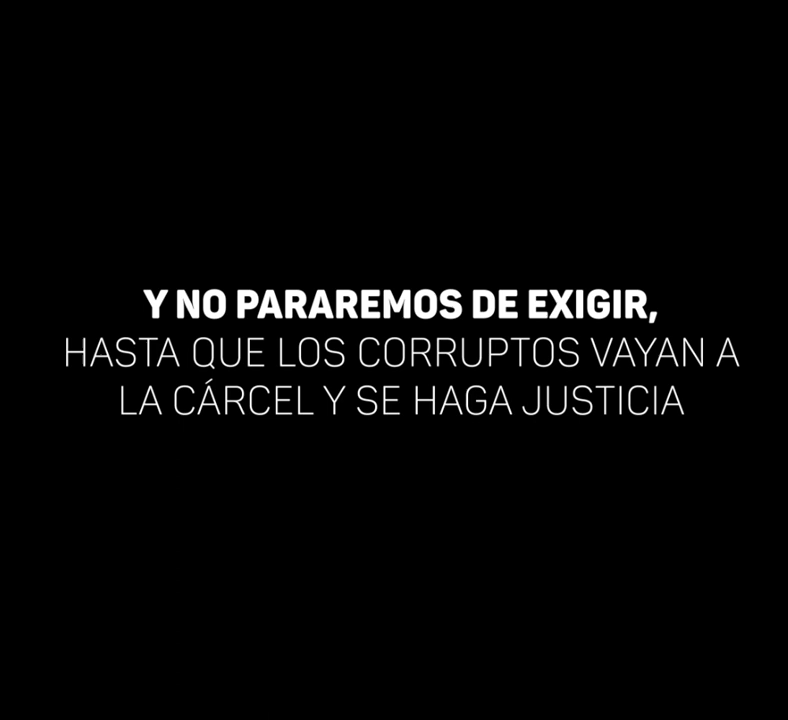 Y NO PARAREMOS DE EXIGIR,
HASTA QUE LOS CORRUPTOS VAYAN A
LA CÁRCEL Y SE HAGA JUSTICIA